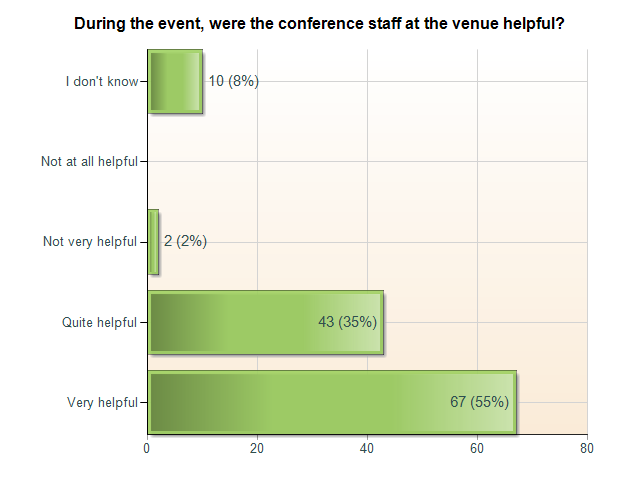 During the event, were the conference staff at the venue helpful?
I don't know 10 (8%)
Not at all helpful
Not very helpful 2 (2%)
Quite helpful 43 (35%)
Very helpful 67 (55%)
0 20 40 60 80